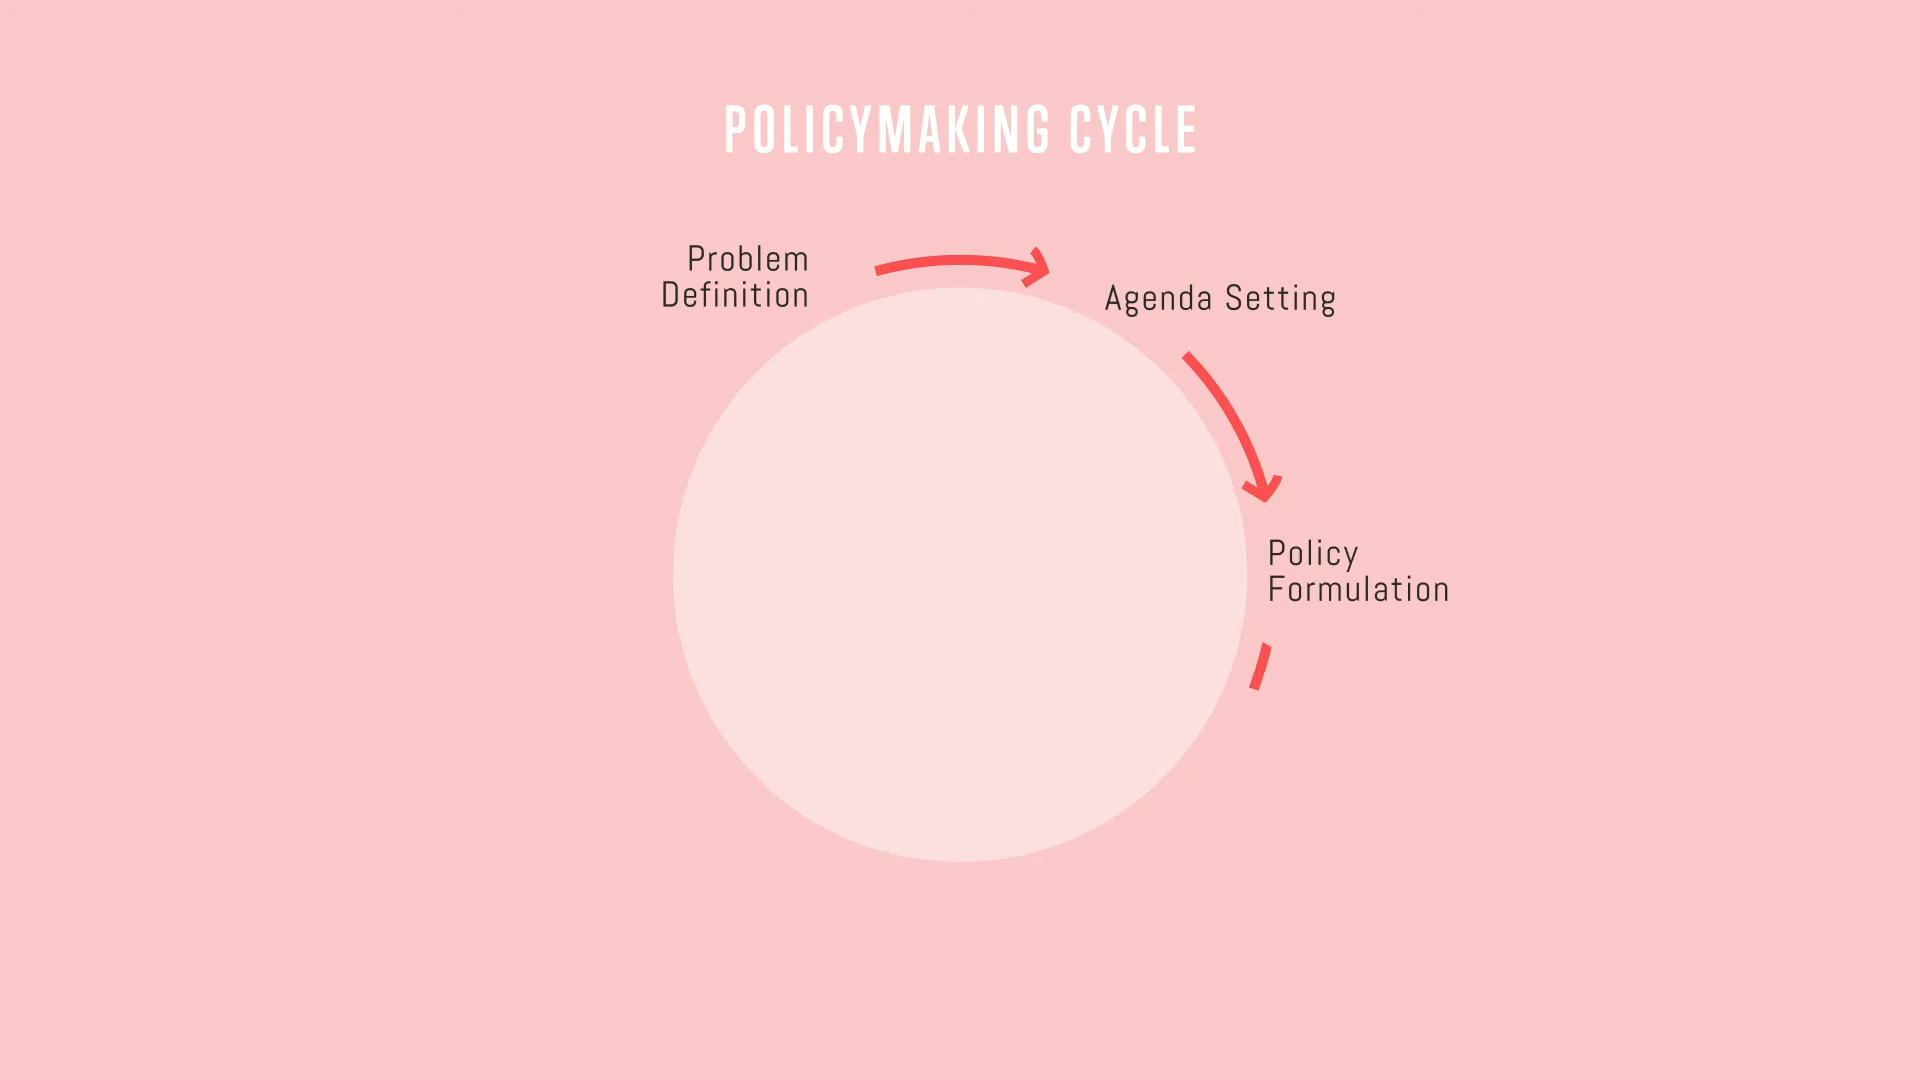 POLICYMAKING CYCLE
Problem
Definition
Agenda Setting
Policy
Formulation